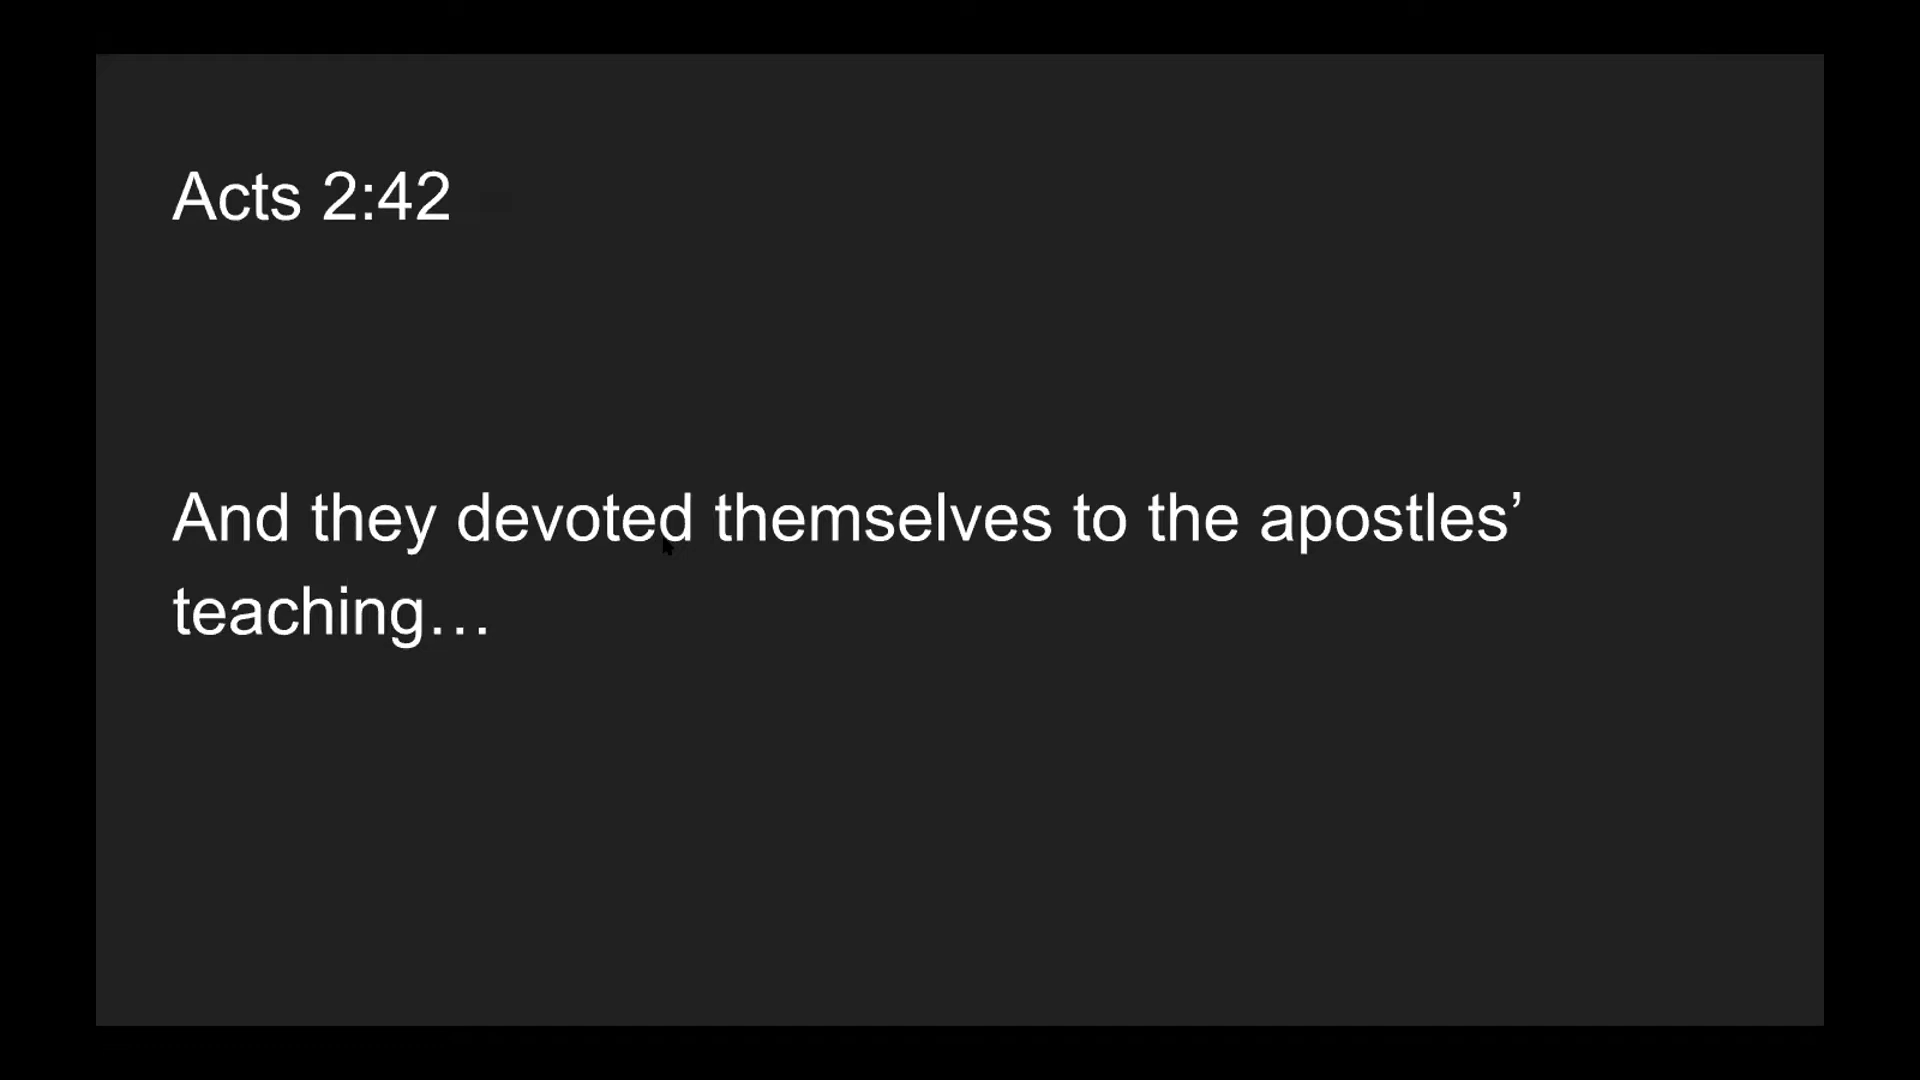 Acts 2:42
And they devoted themselves to the apostles’
teaching…